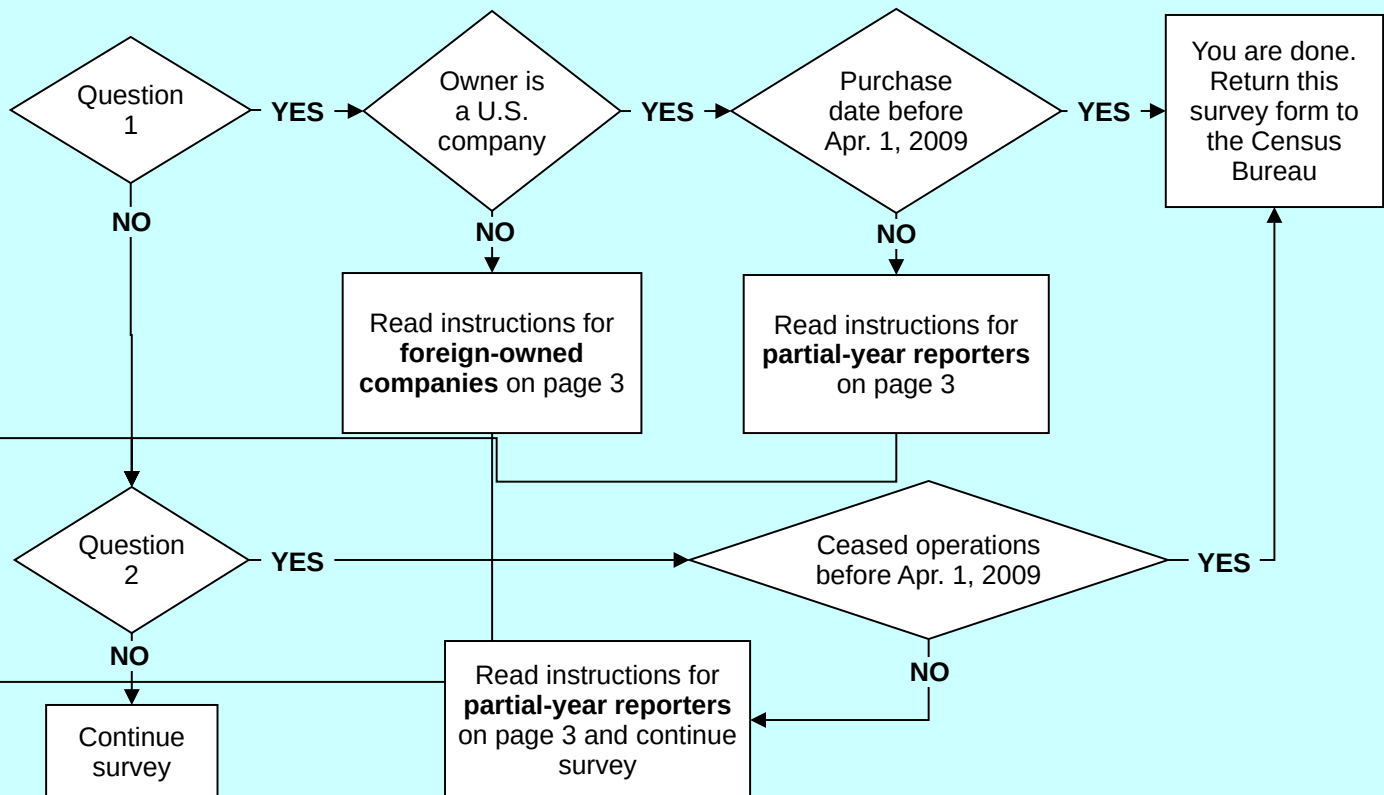 Question
1
YES
Owner is
a U.S.
company
YES
Purchase
date before
Apr. 1, 2009
YES
You are done.
Return this
survey form to
the Census
Bureau
NO
NO
NO
Read instructions for
foreign-owned
companies on page 3
Read instructions for
partial-year reporters
on page 3
Question
2
YES
Ceased operations
before Apr. 1, 2009
YES
NO
NO
Read instructions for
partial-year reporters
on page 3 and continue
survey
Continue
survey